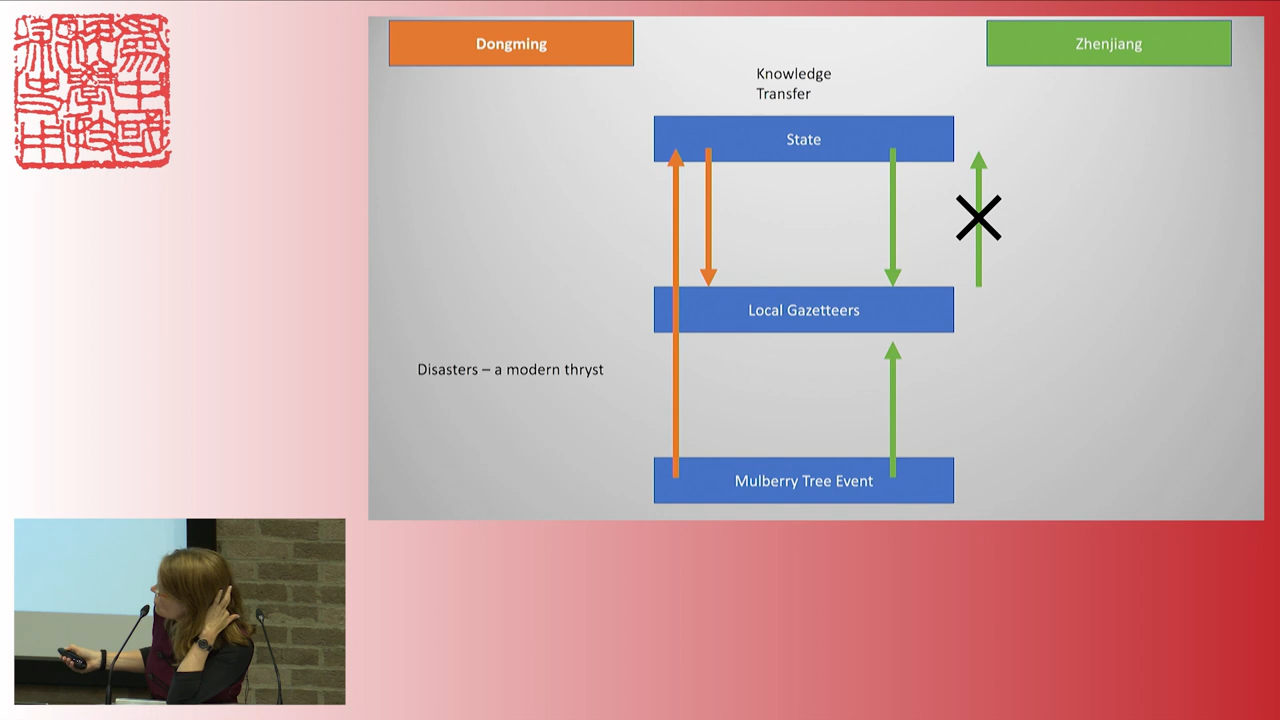 Dongming
Zhenjiang
Knowledge
Transfer
State
Local Gazetteers
Disasters – a modern thryst
Mulberry Tree Event